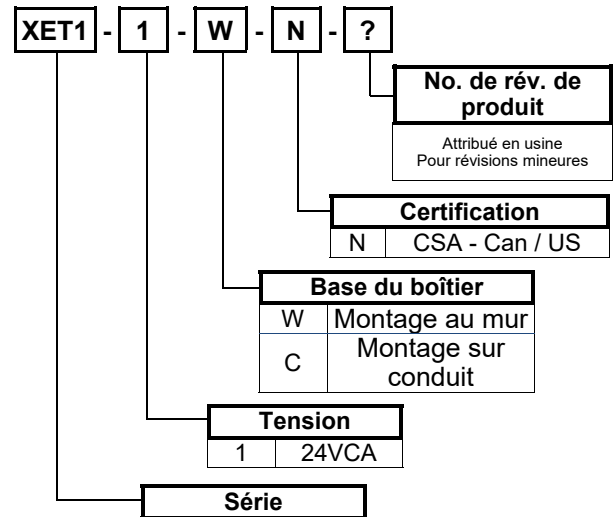 XET1 - 1 - W - N - ?
No. de rév. de
produit
Attribué en usine
Pour révisions mineures
Certification
N CSA - Can / US
Base du boîtier
W Montage au mur
C Montage sur
conduit
Tension
1 24VCA
Série